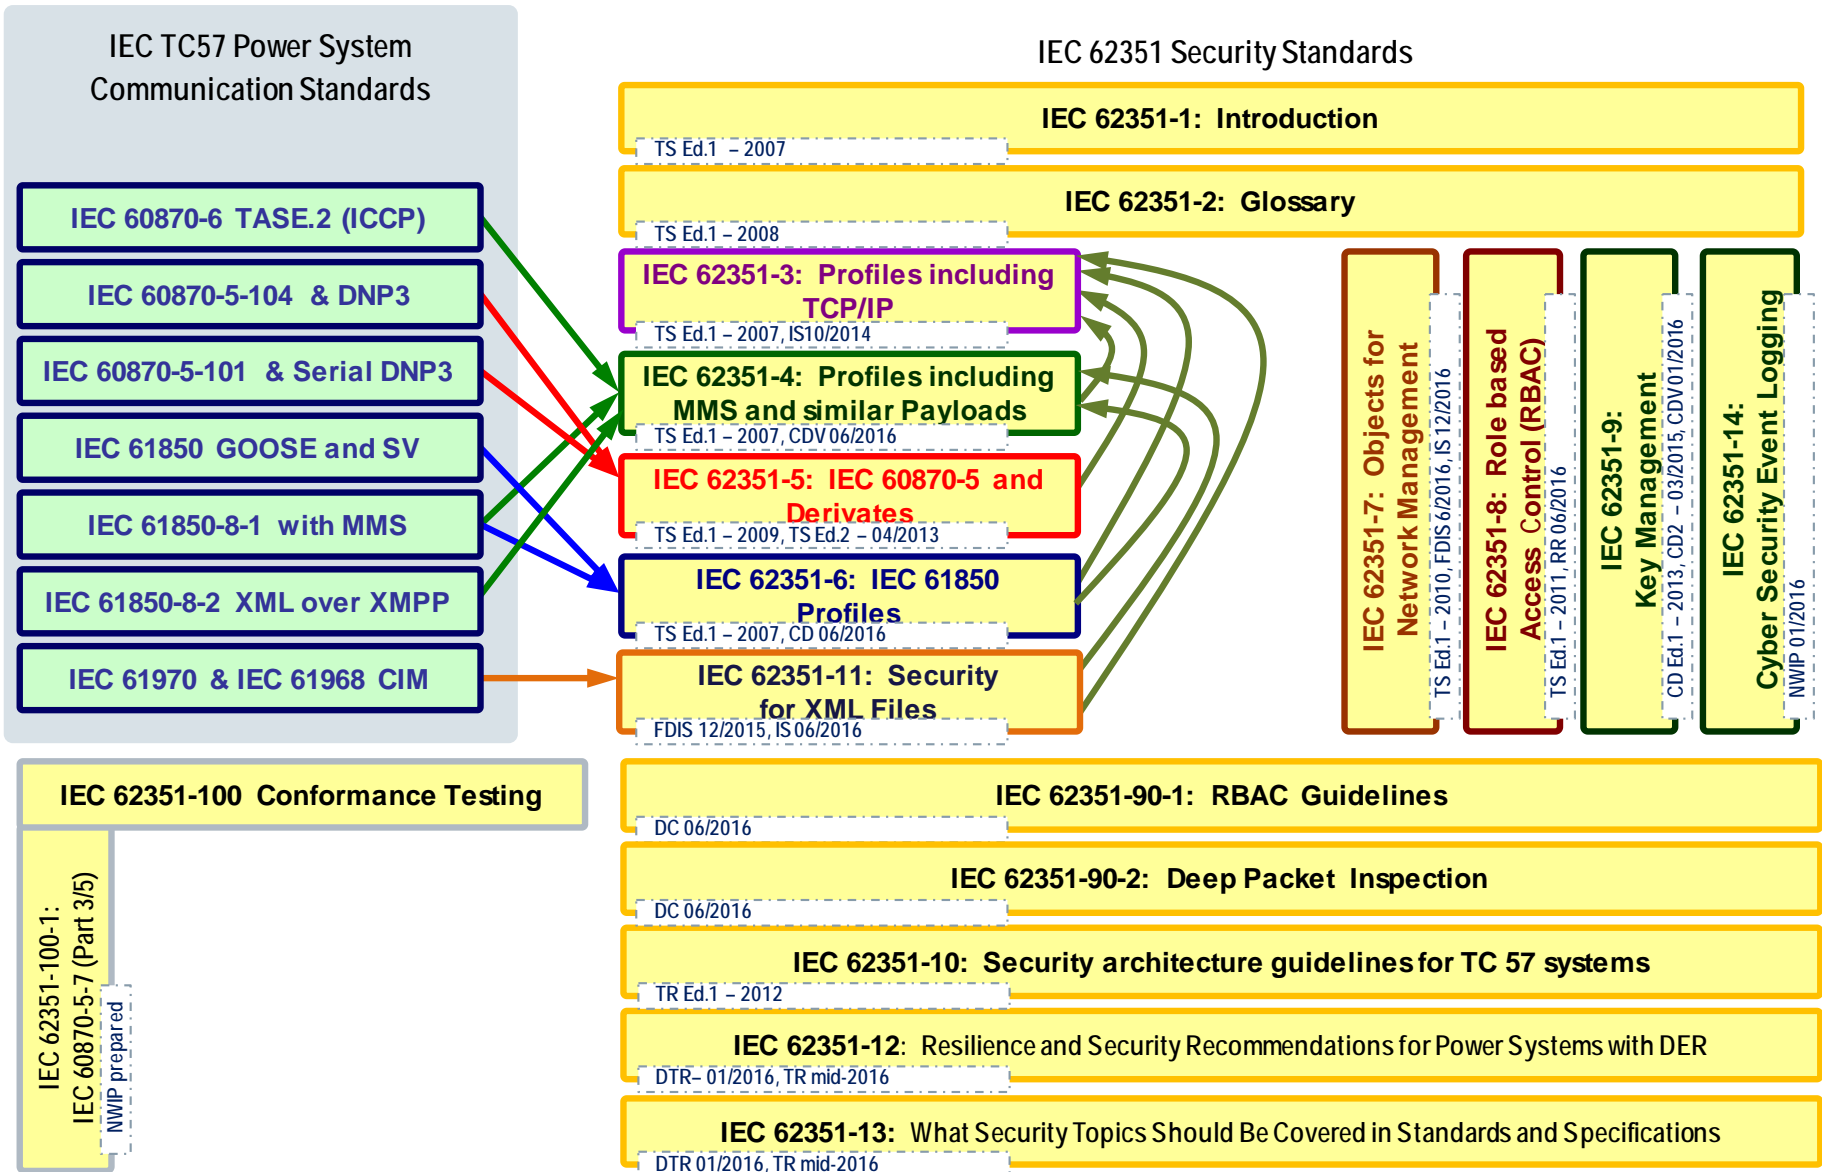 IEC TC57 Power System
Communication Standards
IEC 60870-6 TASE.2 (ICCP)
IEC 60870-5-104 & DNP3
IEC 60870-5-101 & Serial DNP3
IEC 61850 GOOSE and SV
IEC 61850-8-1 with MMS
IEC 61850-8-2 XML over XMPP
IEC 61970 & IEC 61968 CIM
IEC 62351 Security Standards
IEC 62351-1: Introduction
TS Ed.1 – 2007
IEC 62351-2: Glossary
TS Ed.1 – 2008
IEC 62351-3: Profiles including
TCP/IP
TS Ed.1 – 2007, IS10/2014
IEC 62351-4: Profiles including
MMS and similar Payloads
TS Ed.1 – 2007, CDV 06/2016
IEC 62351-5: IEC 60870-5 and
Derivates
TS Ed.1 – 2009, TS Ed.2 – 04/2013
IEC 62351-6: IEC 61850
Profiles
TS Ed.1 – 2007, CD 06/2016
IEC 62351-11: Security
for XML Files
FDIS 12/2015, IS 06/2016
IEC 62351-7: Objects for
Network Management
TS Ed.1 – 2010, FDIS 6/2016, IS 12/2016
IEC 62351-8: Role based
Access Control (RBAC)
TS Ed.1 – 2011, RR 06/2016
IEC 62351-9:
Key Management
CD Ed.1 – 2013, CD2 – 03/2015, CDV 01/2016
IEC 62351-14:
Cyber Security Event Logging
NWIP 01/2016
IEC 62351-100 Conformance Testing
IEC 62351-100-1:
IEC 60870-5-7 (Part 3/5)
NWIP prepared
IEC 62351-90-1: RBAC Guidelines
DC 06/2016
IEC 62351-90-2: Deep Packet Inspection
DC 06/2016
IEC 62351-10: Security architecture guidelines for TC 57 systems
TR Ed.1 – 2012
IEC 62351-12: Resilience and Security Recommendations for Power Systems with DER
DTR– 01/2016, TR mid-2016
IEC 62351-13: What Security Topics Should Be Covered in Standards and Specifications
DTR 01/2016, TR mid-2016